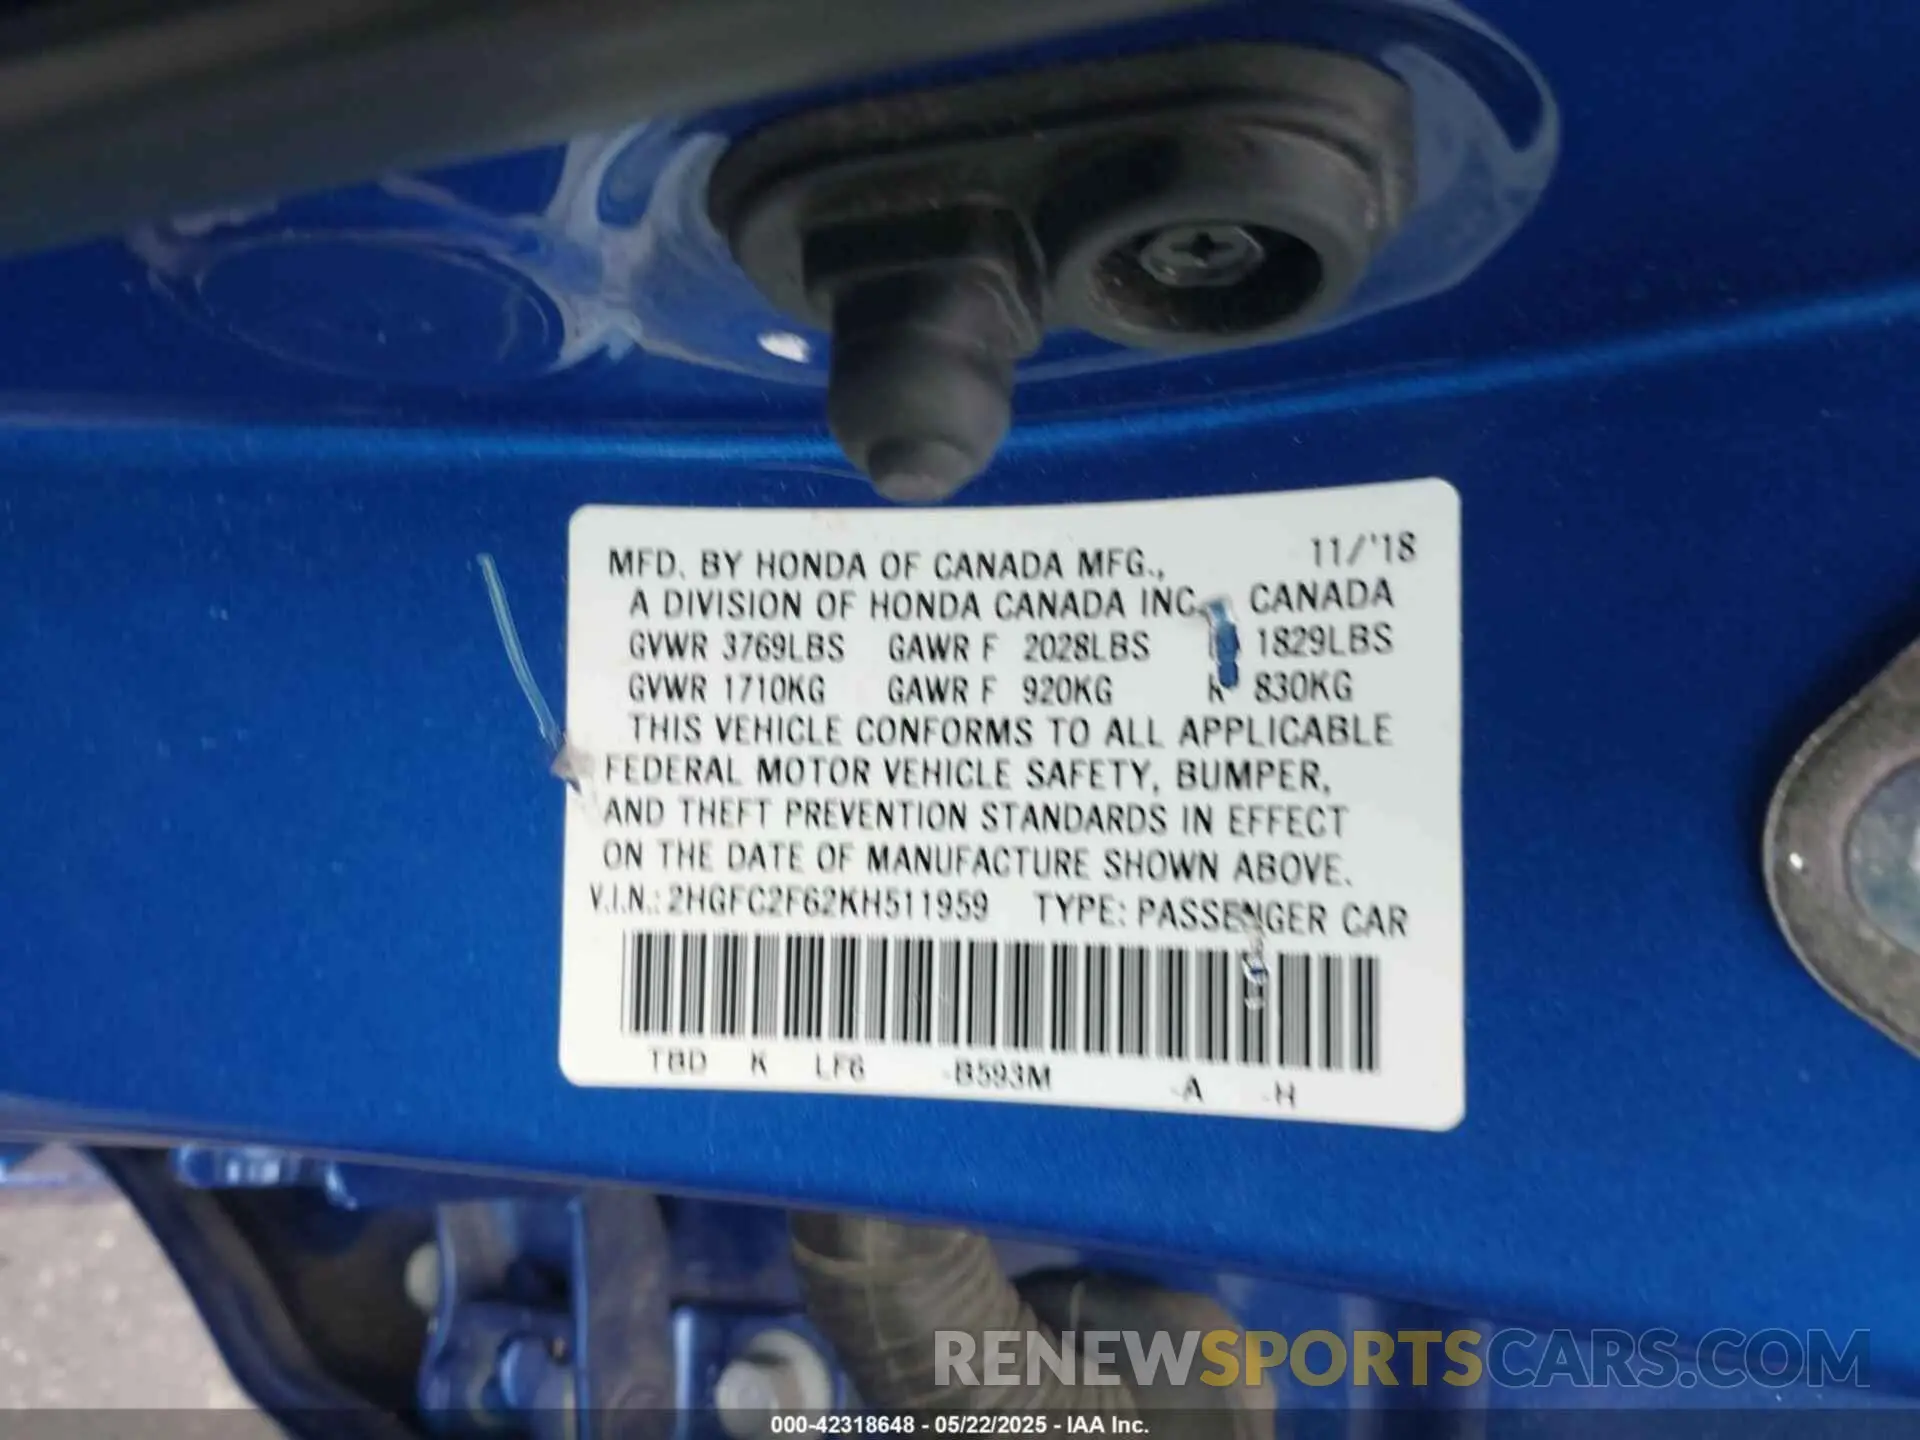 MFD. BY HONDA OF CANADA MFG., 11/'18
A DIVISION OF HONDA CANADA INC., CANADA
GVWR 3769LBS GAWR F 2028LBS 1829LBS
GVWR 1710KG GAWR F 920KG R 830KG
THIS VEHICLE CONFORMS TO ALL APPLICABLE
FEDERAL MOTOR VEHICLE SAFETY, BUMPER,
AND THEFT PREVENTION STANDARDS IN EFFECT
ON THE DATE OF MANUFACTURE SHOWN ABOVE.
V.I.N.: 2HGFC2F62KH511959 TYPE: PASSENGER CAR
TBD K LF6 -B593M -A -H
RENEWSPORTSCARS.COM
000-42318648 - 05/22/2025 - IAA Inc.